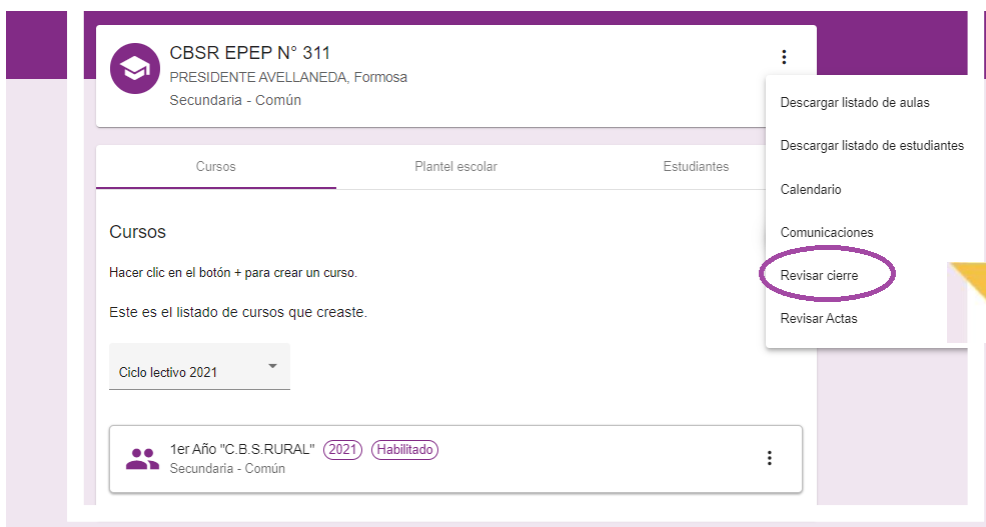 CBSR EPEP N° 311
PRESIDENTE AVELLANEDA, Formosa
Secundaria - Común
Descargar listado de aulas
Descargar listado de estudiantes
Calendario
Comunicaciones
Revisar cierre
Revisar Actas
Cursos
Plantel escolar
Estudiantes
Cursos
Hacer clic en el botón + para crear un curso.
Este es el listado de cursos que creaste.
Ciclo lectivo 2021
1er Año "C.B.S.RURAL" 2021 Habilitado
Secundaria - Común